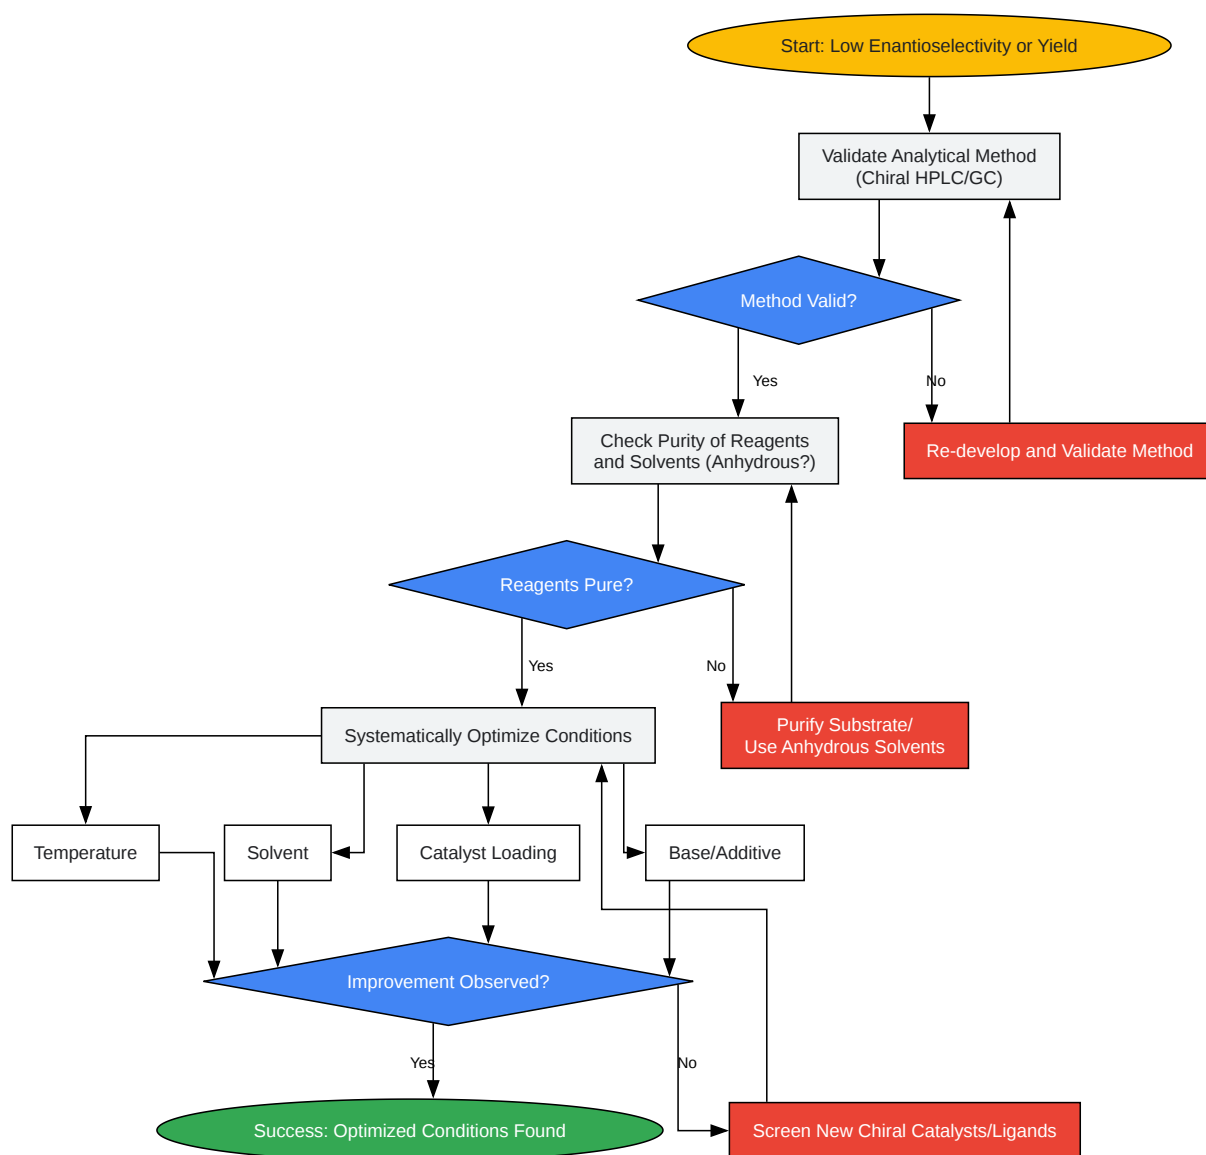 Start: Low Enantioselectivity or Yield
Validate Analytical Method
(Chiral HPLC/GC)
Method Valid?
Yes
No
Check Purity of Reagents
and Solvents (Anhydrous?)
Re-develop and Validate Method
Reagents Pure?
Yes
No
Systematically Optimize Conditions
Purify Substrate/
Use Anhydrous Solvents
Temperature
Solvent
Catalyst Loading
Base/Additive
Improvement Observed?
Yes
No
Success: Optimized Conditions Found
Screen New Chiral Catalysts/Ligands